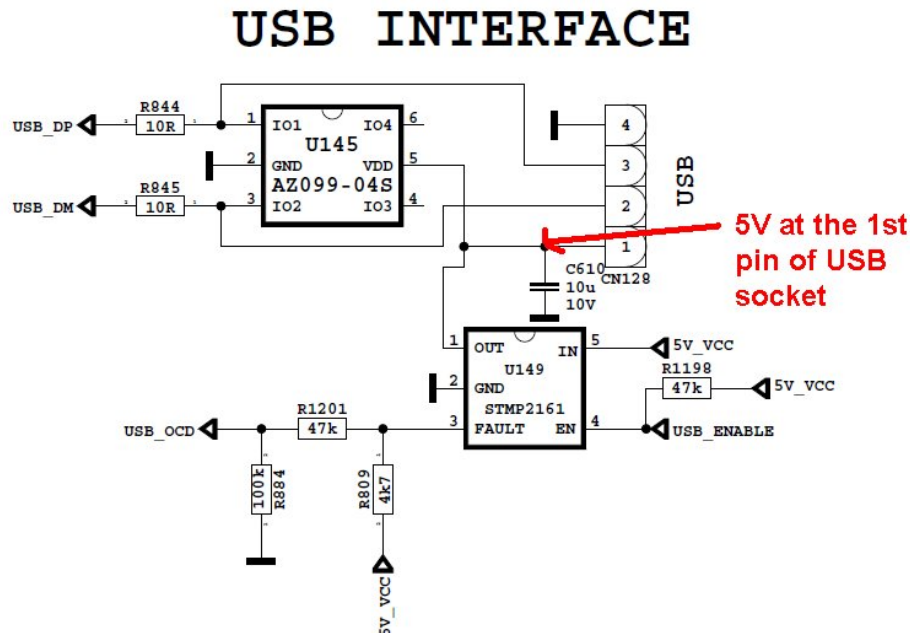 USB INTERFACE
R844
10R
USB_DP
1
IO1
IO4
6
U145
2
GND
VDD
5
AZ099-04S
R845
10R
USB_DM
3
IO2
IO3
4
4
3
2
1
USB
CN128
5V at the 1st
pin of USB
socket
C610
10u
10V
1
OUT
IN
5
5V_VCC
U149
R1198
47k
5V_VCC
2
GND
STMP2161
3
FAULT
EN
4
USB_ENABLE
R1201
47k
USB_OCD
100k
R884
R809
4k7
5V_VCC